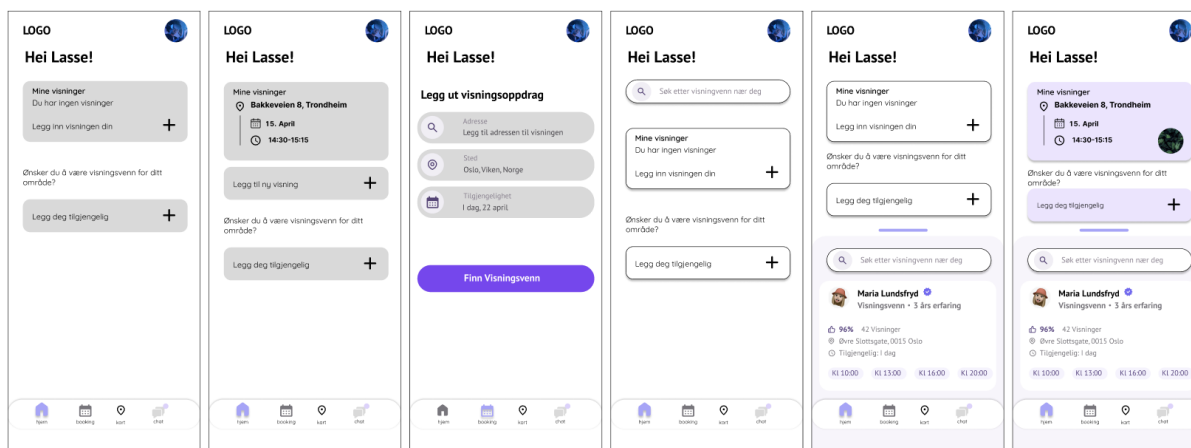 LOGO
Hei Lasse!
Mine visninger
Du har ingen visninger
Legg inn visningen din
Ønsker du å være visningsvenn for ditt
område?
Legg deg tilgjengelig
hjem
booking
kart
chat
LOGO
Hei Lasse!
Mine visninger
Bakkeveien 8, Trondheim
15. April
14:30-15:15
Legg til ny visning
Ønsker du å være visningsvenn for ditt
område?
Legg deg tilgjengelig
hjem
booking
kart
chat
LOGO
Hei Lasse!
Legg ut visningsoppdrag
Adresse
Legg til adressen til visningen
Sted
Oslo, Viken, Norge
Tilgjengelighet
I dag, 22 april.
Finn Visningsvenn
hjem
booking
kart
chat
LOGO
Hei Lasse!
Søk etter visningvenn nær deg
Mine visninger
Du har ingen visninger
Legg inn visningen din
Ønsker du å være visningsvenn for ditt
område?
Legg deg tilgjengelig
hjem
booking
kart
chat
LOGO
Hei Lasse!
Mine visninger
Du har ingen visninger
Legg inn visningen din
Ønsker du å være visningsvenn for ditt
område?
Legg deg tilgjengelig
Søk etter visningvenn nær deg
Maria Lundsfryd
Visningsvenn • 3 års erfaring
96% 42 Visninger
Øvre Slottsgate, 0015 Oslo
Tilgjengelig: I dag
Kl 10:00 Kl 13:00 Kl 16:00 Kl 20:00
hjem
booking
kart
chat
LOGO
Hei Lasse!
Mine visninger
Bakkeveien 8, Trondheim
15. April
14:30-15:15
Ønsker du å være visningsvenn for ditt
område?
Legg deg tilgjengelig
Søk etter visningvenn nær deg
Maria Lundsfryd
Visningsvenn • 3 års erfaring
96% 42 Visninger
Øvre Slottsgate, 0015 Oslo
Tilgjengelig: I dag
Kl 10:00 Kl 13:00 Kl 16:00 Kl 20:00
hjem
booking
kart
chat